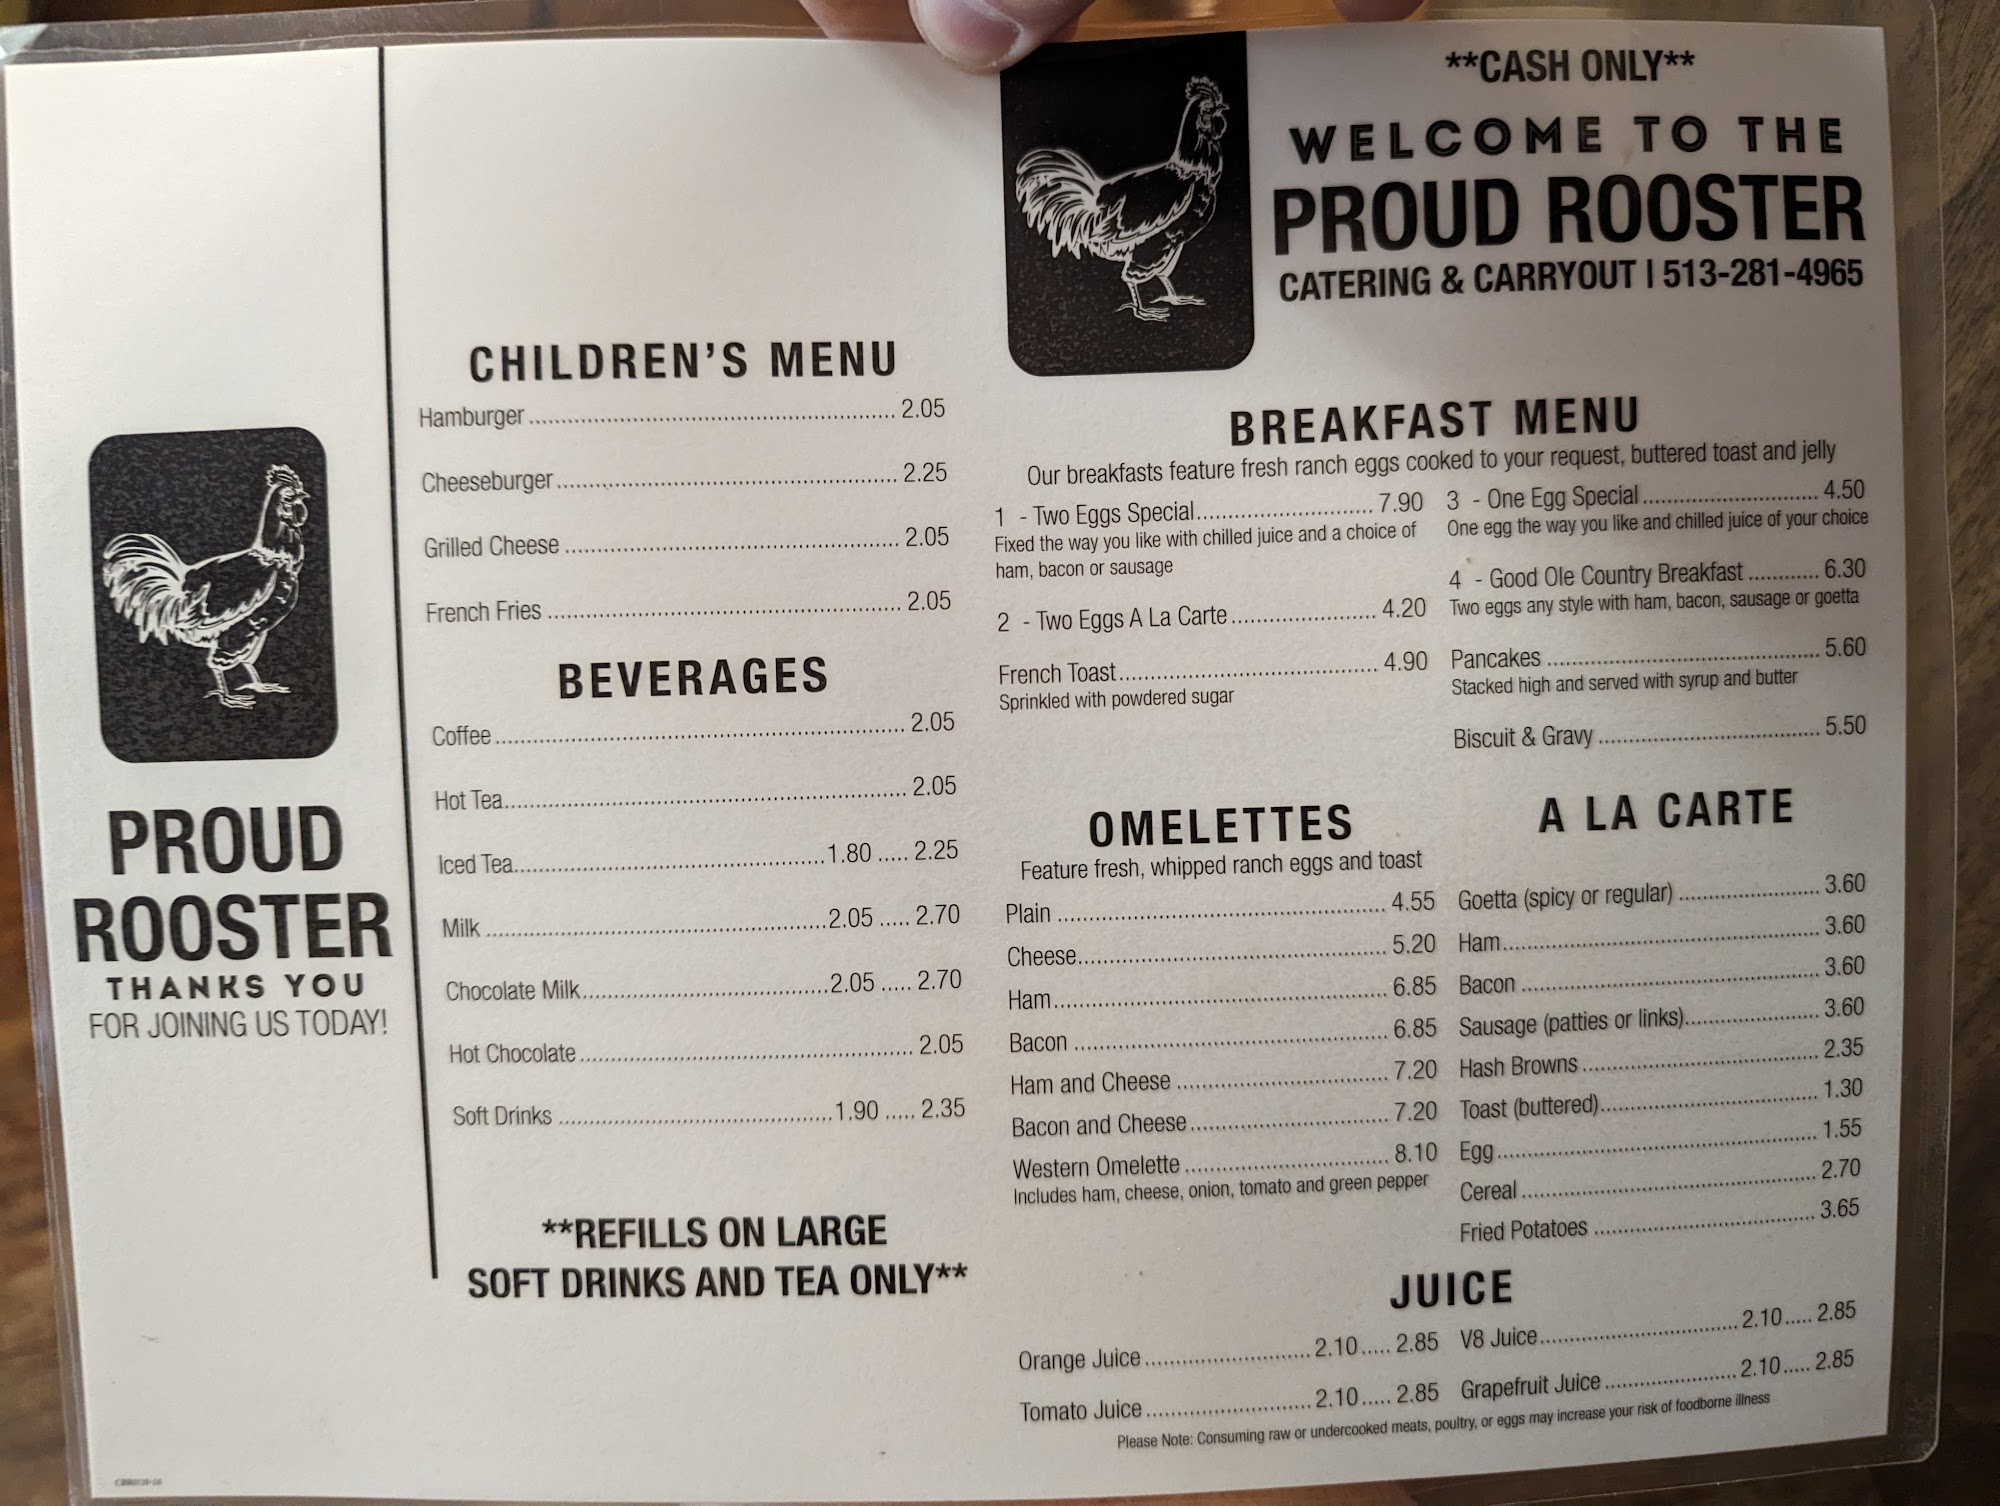 PROUD
ROOSTER
THANKS YOU
FOR JOINING US TODAY!
CHILDREN'S MENU
Hamburger 2.05
Cheeseburger 2.25
Grilled Cheese 2.05
French Fries 2.05
BEVERAGES
Coffee 2.05
Hot Tea 2.05
Iced Tea 1.80 ..... 2.25
Milk 2.05 ..... 2.70
Chocolate Milk 2.05 ..... 2.70
Hot Chocolate 2.05
Soft Drinks 1.90 ..... 2.35
**REFILLS ON LARGE
SOFT DRINKS AND TEA ONLY**
**CASH ONLY**
WELCOME TO THE
PROUD ROOSTER
CATERING & CARRYOUT | 513-281-4965
BREAKFAST MENU
Our breakfasts feature fresh ranch eggs cooked to your request, buttered toast and jelly
1 - Two Eggs Special 7.90
Fixed the way you like with chilled juice and a choice of
ham, bacon or sausage
2 - Two Eggs A La Carte 4.20
French Toast 4.90
Sprinkled with powdered sugar
3 - One Egg Special 4.50
One egg the way you like and chilled juice of your choice
4 - Good Ole Country Breakfast 6.30
Two eggs any style with ham, bacon, sausage or goetta
Pancakes 5.60
Stacked high and served with syrup and butter
Biscuit & Gravy 5.50
OMELETTES
Feature fresh, whipped ranch eggs and toast
Plain 4.55
Cheese 5.20
Ham 6.85
Bacon 6.85
Ham and Cheese 7.20
Bacon and Cheese 7.20
Western Omelette 8.10
Includes ham, cheese, onion, tomato and green pepper
A LA CARTE
Goetta (spicy or regular) 3.60
Ham 3.60
Bacon 3.60
Sausage (patties or links) 3.60
Hash Browns 2.35
Toast (buttered) 1.30
Egg 1.55
Cereal 2.70
Fried Potatoes 3.65
JUICE
Orange Juice 2.10 ..... 2.85
Tomato Juice 2.10 ..... 2.85
V8 Juice 2.10 ..... 2.85
Grapefruit Juice 2.10 ..... 2.85
Please Note: Consuming raw or undercooked meats, poultry, or eggs may increase your risk of foodborne illness